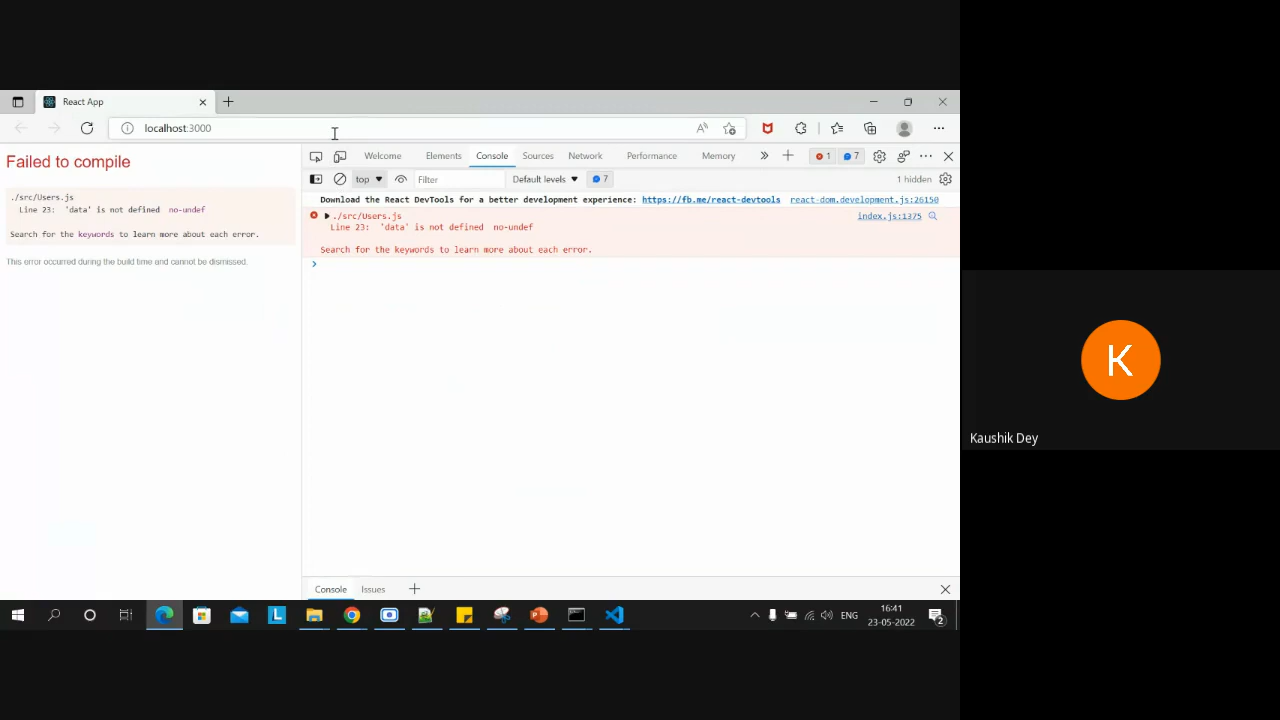 React App
localhost:3000
Failed to compile
./src/Users.js
Line 23: 'data' is not defined no-undef
Search for the keywords to learn more about each error.
This error occurred during the build time and cannot be dismissed.
Welcome Elements Console Sources Network Performance Memory 1 7
top Filter Default levels 7 1 hidden
Download the React DevTools for a better development experience: https://fb.me/react-devtools react-dom.development.js:26150
./src/Users.js index.js:1375
Line 23: 'data' is not defined no-undef
Search for the keywords to learn more about each error.
Console Issues
ENG 16:41
23-05-2022 2
K
Kaushik Dey